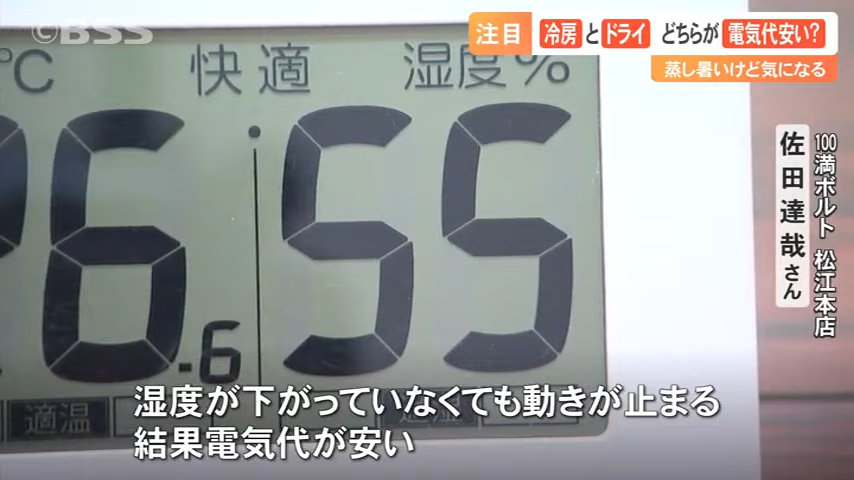 ©BSS
注目 冷房とドライ どちらが電気代安い?
蒸し暑いけど気になる
℃ 快適 湿度%
26.6 55
適温 適湿
100満ボルト 松江本店
佐田達哉さん
湿度が下がっていなくても動きが止まる
結果電気代が安い